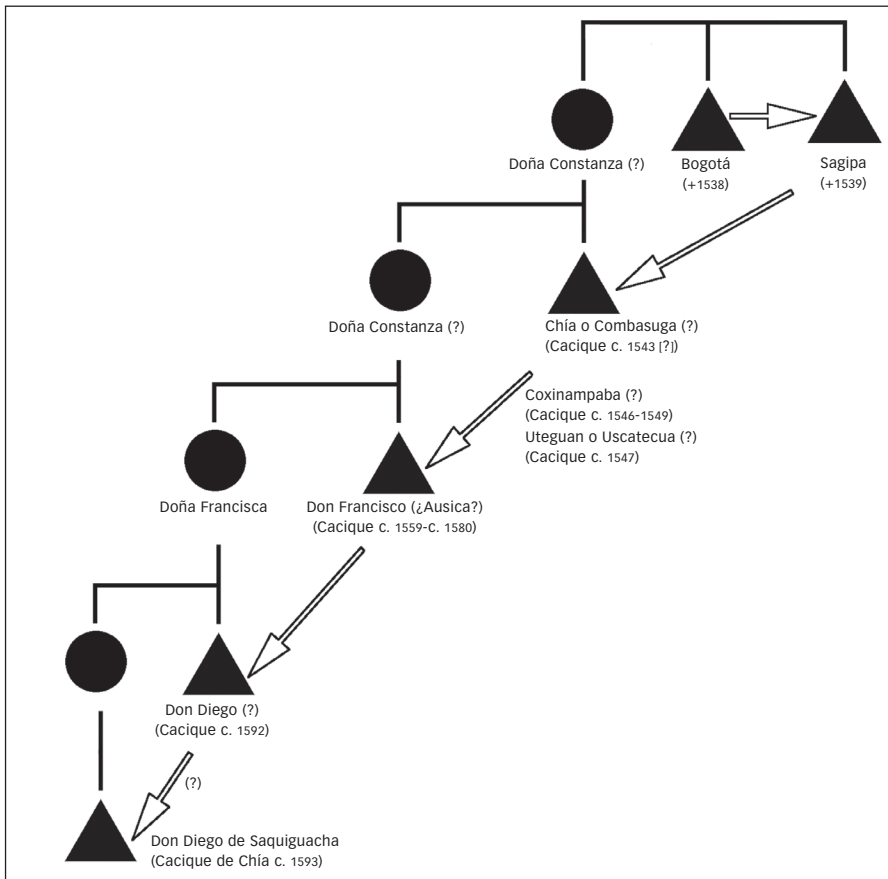 Doña Constanza (?)
Bogotá
(+1538)
Sagipa
(+1539)
Doña Constanza (?)
Chía o Combasuga (?)
(Cacique c. 1543 [?])
Coxinampaba (?)
(Cacique c. 1546-1549)
Uteguan o Uscatecua (?)
(Cacique c. 1547)
Doña Francisca
Don Francisco (¿Ausica?)
(Cacique c. 1559-c. 1580)
Don Diego (?)
(Cacique c. 1592)
(?)
Don Diego de Saquiguacha
(Cacique de Chía c. 1593)